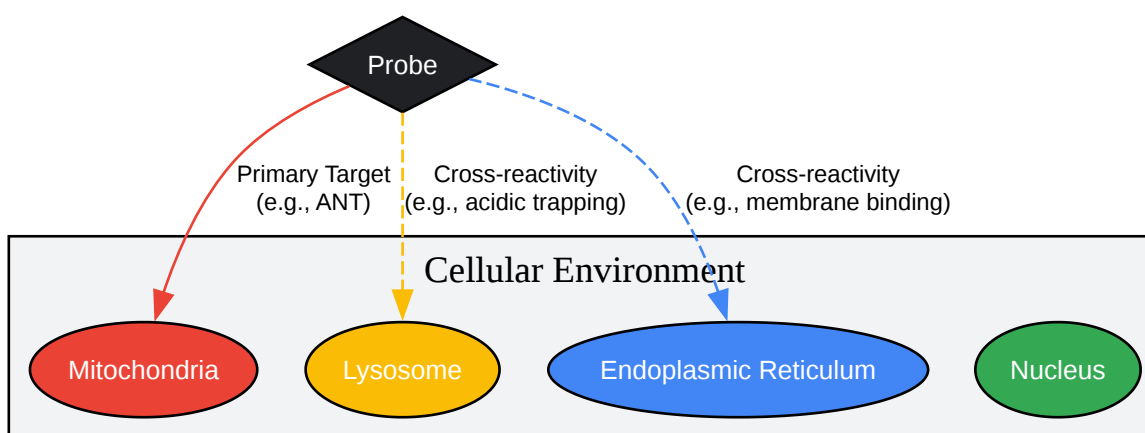 Probe
Primary Target
(e.g., ANT)
Cross-reactivity
(e.g., acidic trapping)
Cross-reactivity
(e.g., membrane binding)
Cellular Environment
Mitochondria
Lysosome
Endoplasmic Reticulum
Nucleus